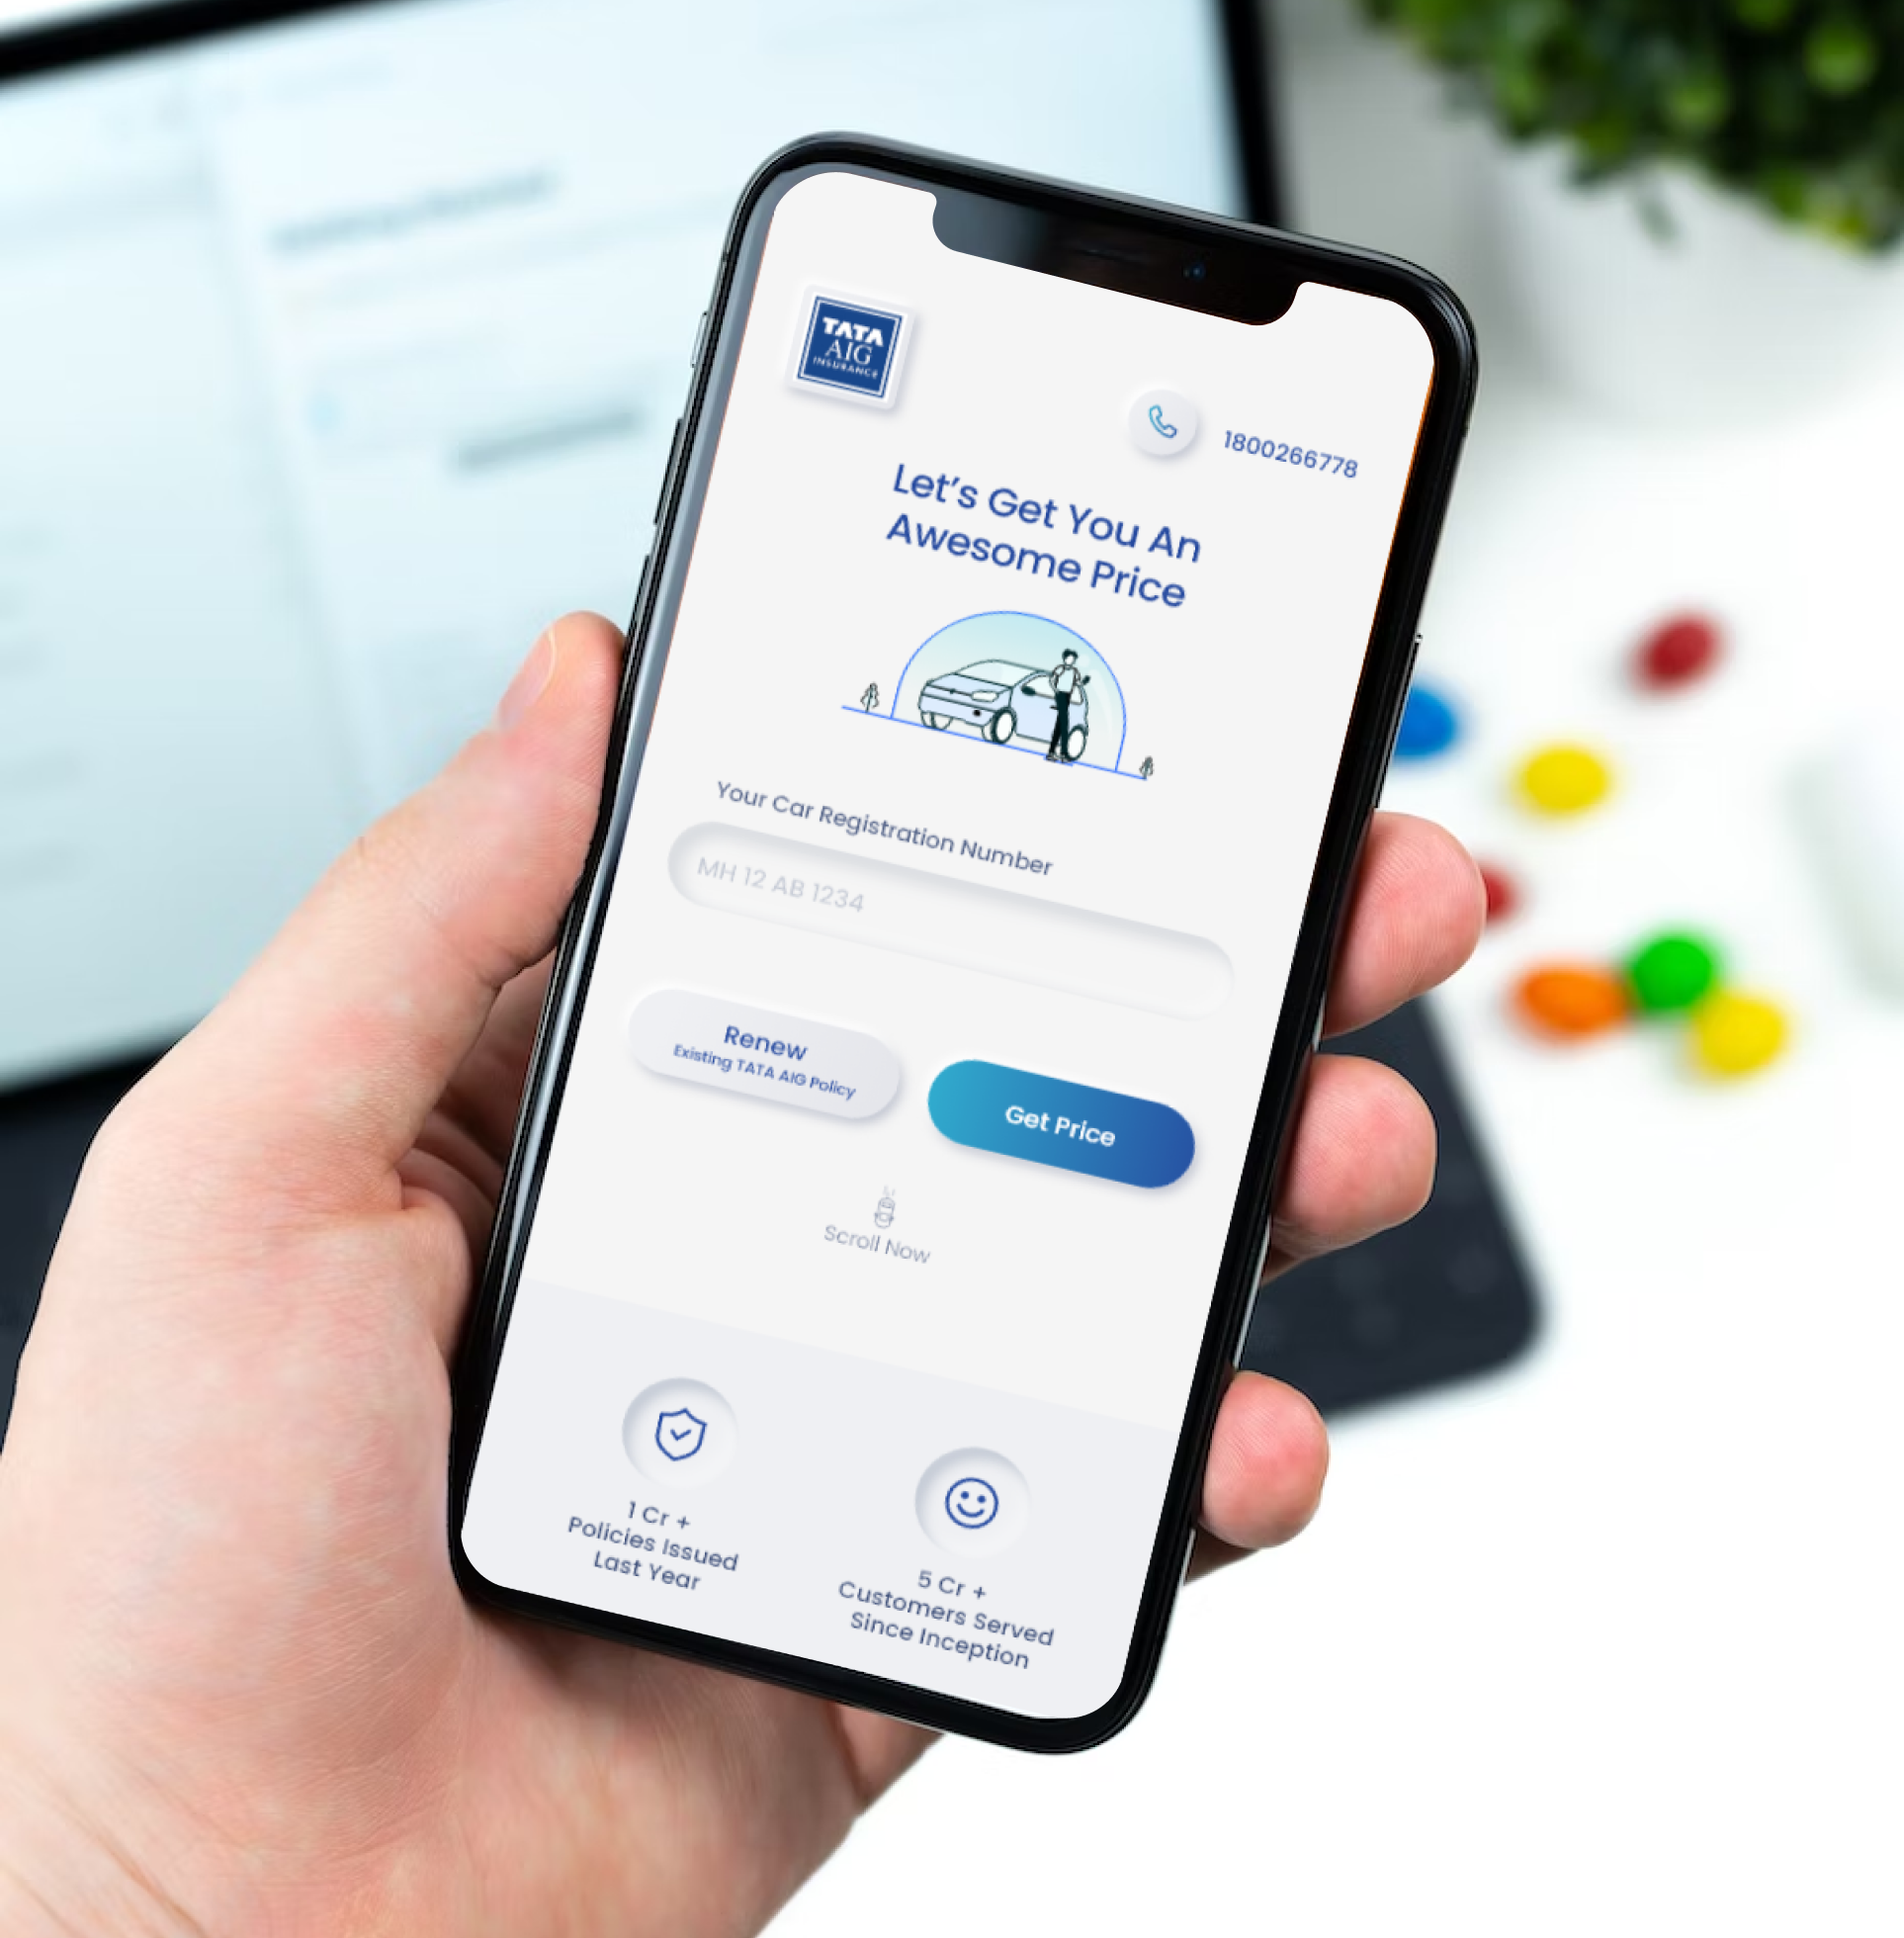 TATA
AIG
INSURANCE
1800266778
Let's Get You An
Awesome Price
Your Car Registration Number
MH 12 AB 1234
Renew
Existing TATA AIG Policy
Get Price
Scroll Now
1 Cr +
Policies Issued
Last Year
5 Cr +
Customers Served
Since Inception